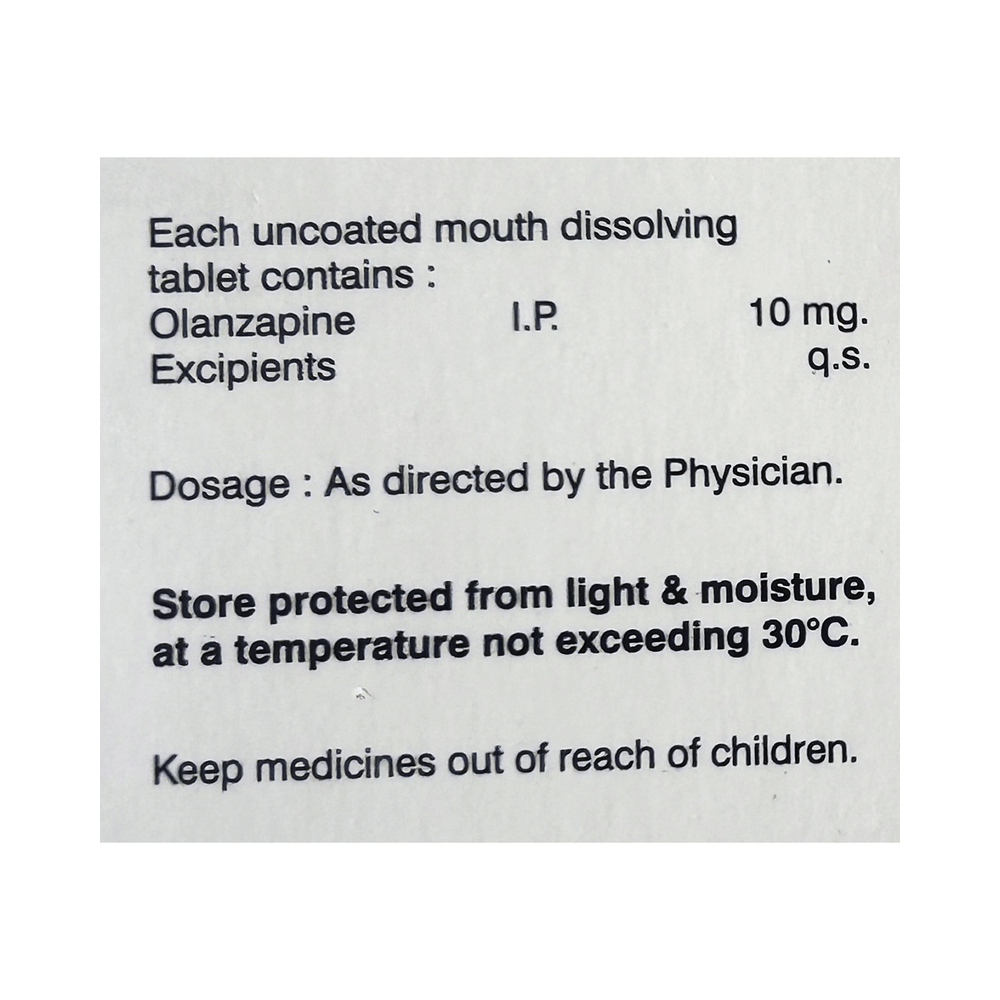 Each uncoated mouth dissolving
tablet contains :
Olanzapine I.P. 10 mg.
Excipients q.s.
Dosage : As directed by the Physician.
Store protected from light & moisture,
at a temperature not exceeding 30°C.
Keep medicines out of reach of children.